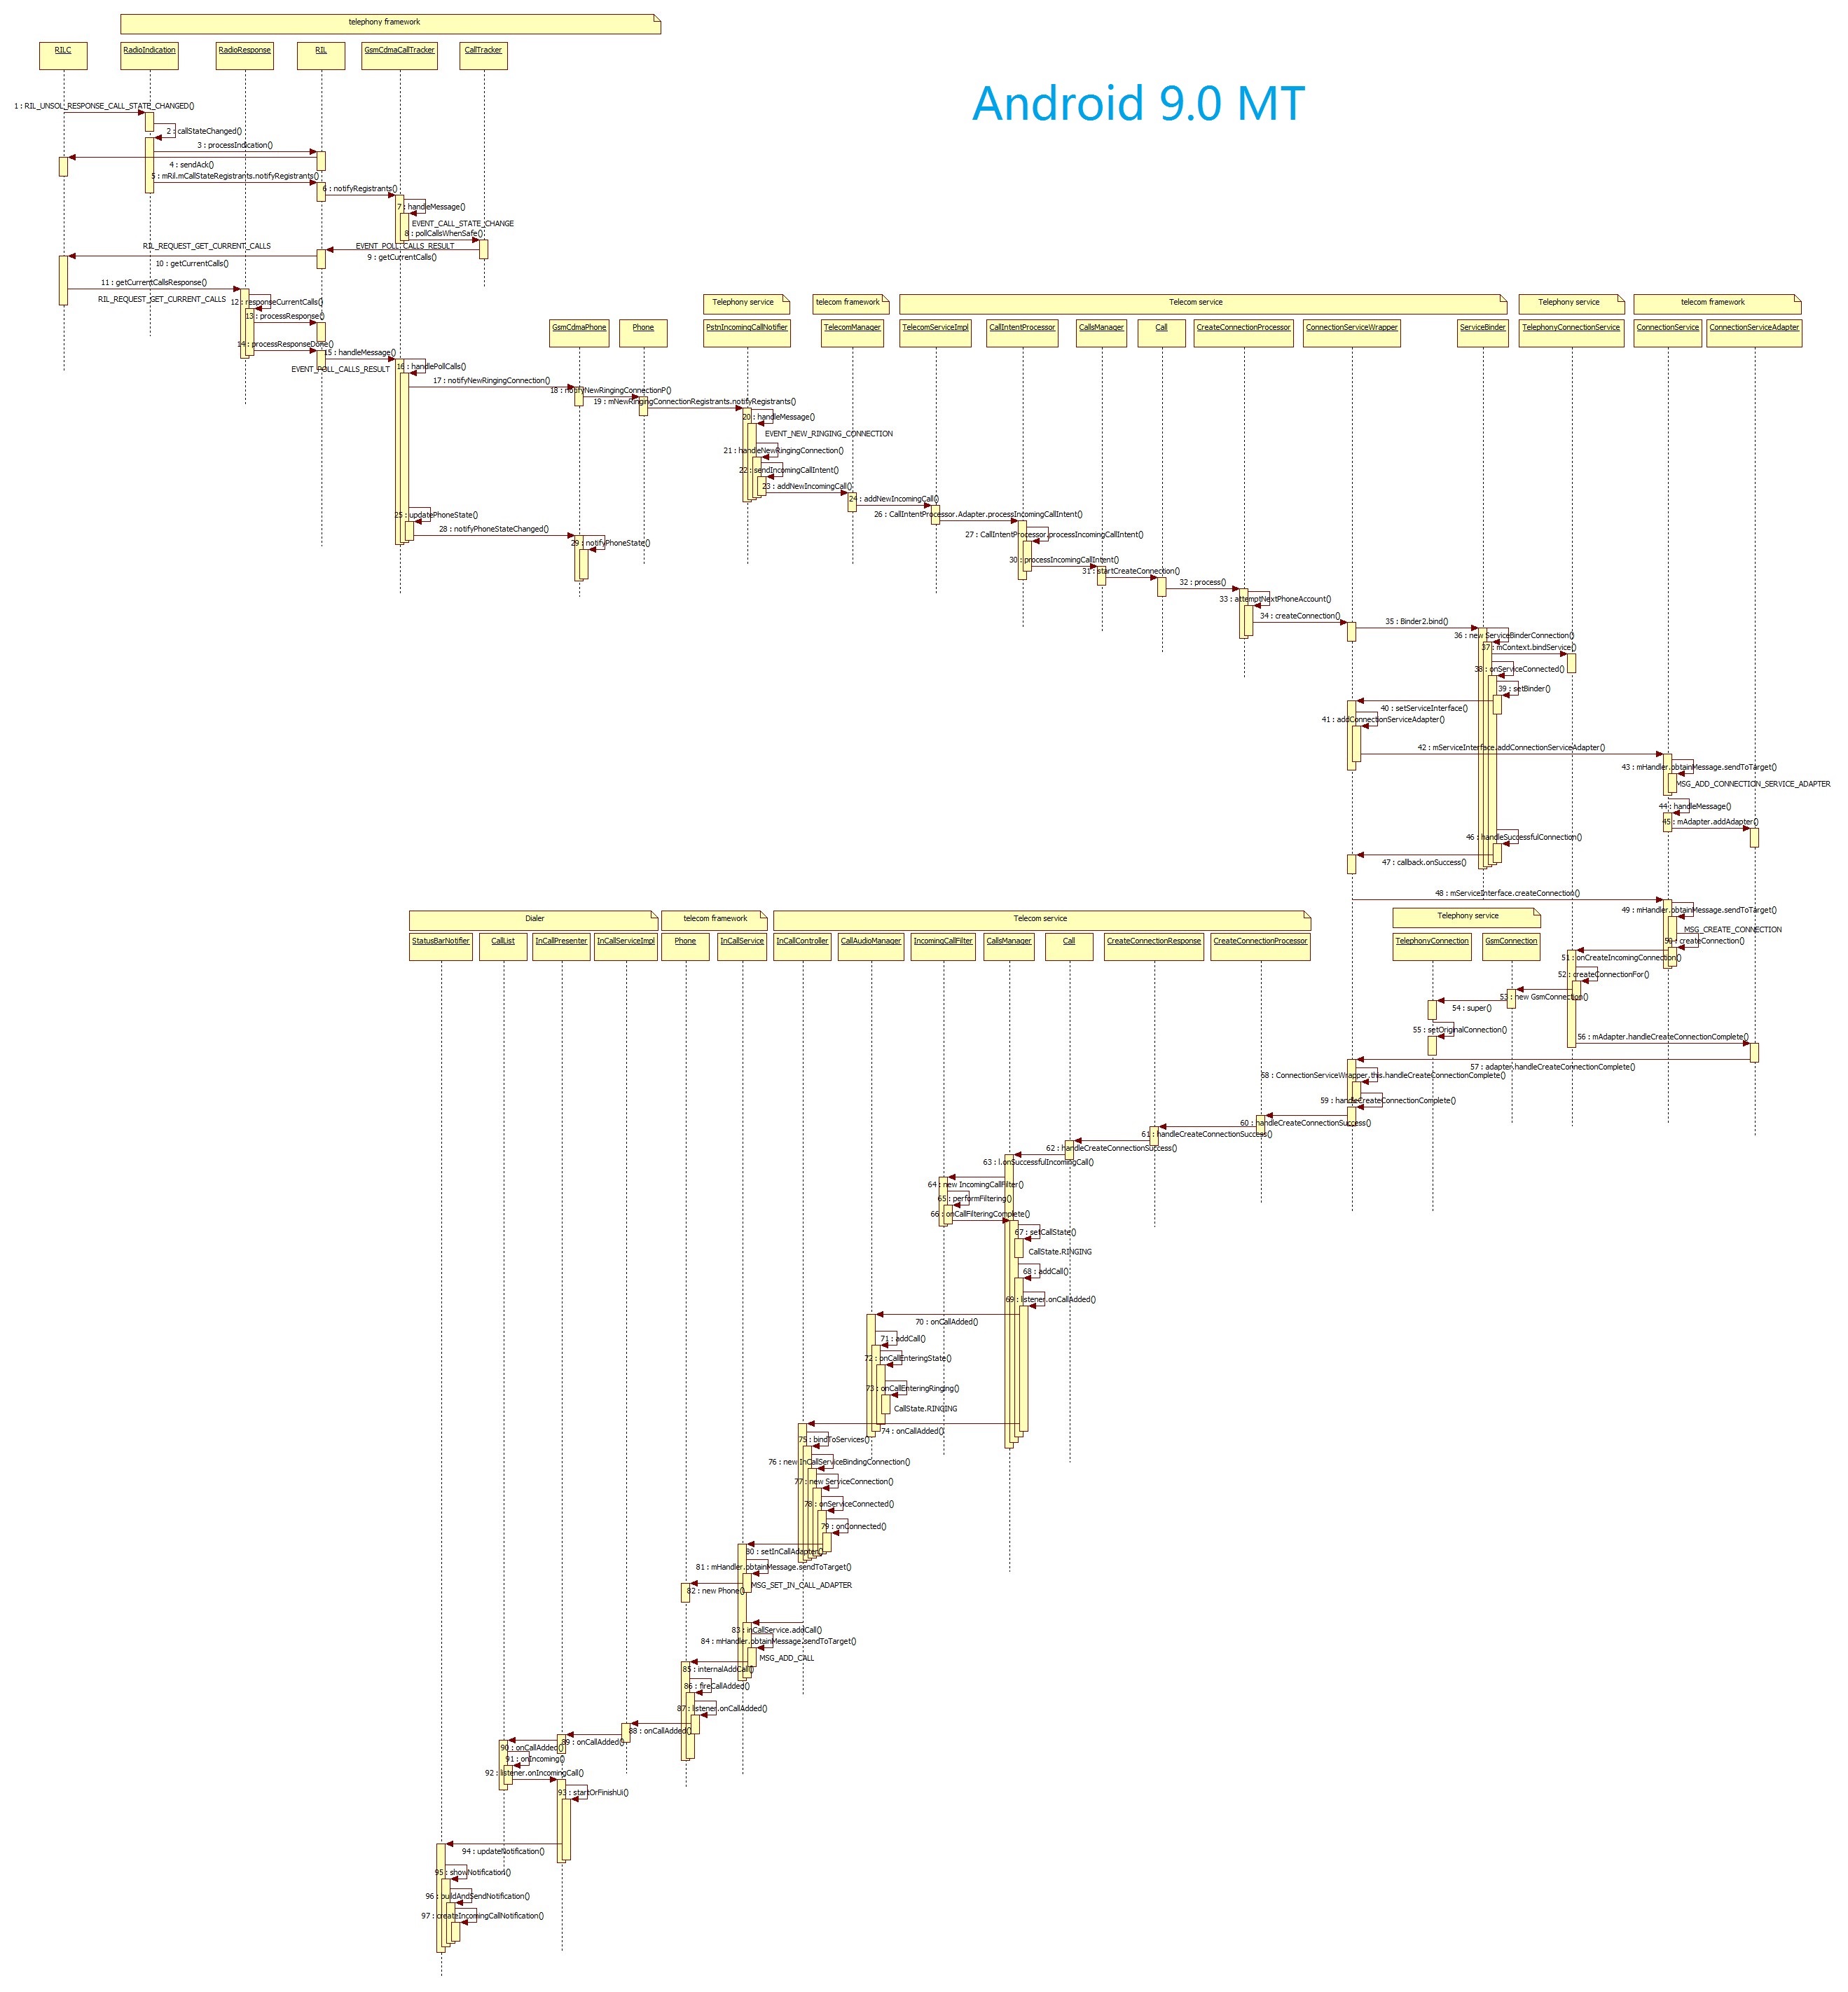 telephony framework
RILC
RadioIndication
RadioResponse
RIL
GsmCdmaCallTracker
CallTracker
Android 9.0 MT
1 : RIL_UNSOL_RESPONSE_CALL_STATE_CHANGED()
2 : callStateChanged()
3 : processIndication()
4 : sendAck()
5 : mRil.mCallStateRegistrants.notifyRegistrants()
6 : notifyRegistrants()
7 : handleMessage()
EVENT_CALL_STATE_CHANGE
8 : pollCallsWhenSafe()
RIL_REQUEST_GET_CURRENT_CALLS
EVENT_POLL_CALLS_RESULT
9 : getCurrentCalls()
10 : getCurrentCalls()
11 : getCurrentCallsResponse()
RIL_REQUEST_GET_CURRENT_CALLS
12 : responseCurrentCalls()
13 : processResponse()
14 : processResponseDone()
15 : handleMessage()
EVENT_POLL_CALLS_RESULT
16 : handlePollCalls()
Telephony service
telecom framework
Telecom service
Telephony service
telecom framework
GsmCdmaPhone
Phone
PstnIncomingCallNotifier
TelecomManager
TelecomServiceImpl
CallIntentProcessor
CallsManager
Call
CreateConnectionProcessor
ConnectionServiceWrapper
ServiceBinder
TelephonyConnectionService
ConnectionService
ConnectionServiceAdapter
17 : notifyNewRingingConnection()
18 : notifyNewRingingConnectionP()
19 : mNewRingingConnectionRegistrants.notifyRegistrants()
20 : handleMessage()
EVENT_NEW_RINGING_CONNECTION
21 : handleNewRingingConnection()
22 : sendIncomingCallIntent()
23 : addNewIncomingCall()
24 : addNewIncomingCall()
25 : updatePhoneState()
26 : CallIntentProcessor.Adapter.processIncomingCallIntent()
28 : notifyPhoneStateChanged()
27 : CallIntentProcessor.processIncomingCallIntent()
29 : notifyPhoneState()
30 : processIncomingCallIntent()
31 : startCreateConnection()
32 : process()
33 : attemptNextPhoneAccount()
34 : createConnection()
35 : Binder2.bind()
36 : new ServiceBinderConnection()
37 : mContext.bindService()
38 : onServiceConnected()
39 : setBinder()
40 : setServiceInterface()
41 : addConnectionServiceAdapter()
42 : mServiceInterface.addConnectionServiceAdapter()
43 : mHandler.obtainMessage.sendToTarget()
MSG_ADD_CONNECTION_SERVICE_ADAPTER
44 : handleMessage()
45 : mAdapter.addAdapter()
46 : handleSuccessfulConnection()
47 : callback.onSuccess()
48 : mServiceInterface.createConnection()
49 : mHandler.obtainMessage.sendToTarget()
MSG_CREATE_CONNECTION
50 : createConnection()
Dialer
telecom framework
Telecom service
Telephony service
StatusBarNotifier
CallList
InCallPresenter
InCallServiceImpl
Phone
InCallService
InCallController
CallAudioManager
IncomingCallFilter
CallsManager
Call
CreateConnectionResponse
CreateConnectionProcessor
TelephonyConnection
GsmConnection
51 : onCreateIncomingConnection()
52 : createConnectionFor()
53 : new GsmConnection()
54 : super()
55 : setOriginalConnection()
56 : mAdapter.handleCreateConnectionComplete()
57 : adapter.handleCreateConnectionComplete()
58 : ConnectionServiceWrapper.this.handleCreateConnectionComplete()
59 : handleCreateConnectionComplete()
60 : handleCreateConnectionSuccess()
61 : handleCreateConnectionSuccess()
62 : handleCreateConnectionSuccess()
63 : l.onSuccessfulIncomingCall()
64 : new IncomingCallFilter()
65 : performFiltering()
66 : onCallFilteringComplete()
67 : setCallState()
CallState.RINGING
68 : addCall()
69 : listener.onCallAdded()
70 : onCallAdded()
71 : addCall()
72 : onCallEnteringState()
73 : onCallEnteringRinging()
CallState.RINGING
74 : onCallAdded()
75 : bindToServices()
76 : new InCallServiceBindingConnection()
77 : new ServiceConnection()
78 : onServiceConnected()
79 : onConnected()
80 : setInCallAdapter()
81 : mHandler.obtainMessage.sendToTarget()
MSG_SET_IN_CALL_ADAPTER
82 : new Phone()
83 : inCallService.addCall()
84 : mHandler.obtainMessage.sendToTarget()
MSG_ADD_CALL
85 : internalAddCall()
86 : fireCallAdded()
87 : listener.onCallAdded()
88 : onCallAdded()
89 : onCallAdded()
90 : onCallAdded()
91 : onIncoming()
92 : listener.onIncomingCall()
93 : startOrFinishUi()
94 : updateNotification()
95 : showNotification()
96 : buildAndSendNotification()
97 : createIncomingCallNotification()